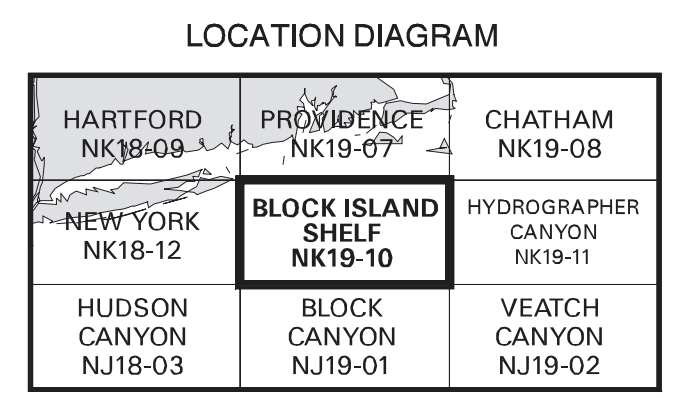 LOCATION DIAGRAM
HARTFORD
NK18-09
PROVIDENCE
NK19-07
CHATHAM
NK19-08
NEW YORK
NK18-12
BLOCK ISLAND
SHELF
NK19-10
HYDROGRAPHER
CANYON
NK19-11
HUDSON
CANYON
NJ18-03
BLOCK
CANYON
NJ19-01
VEATCH
CANYON
NJ19-02